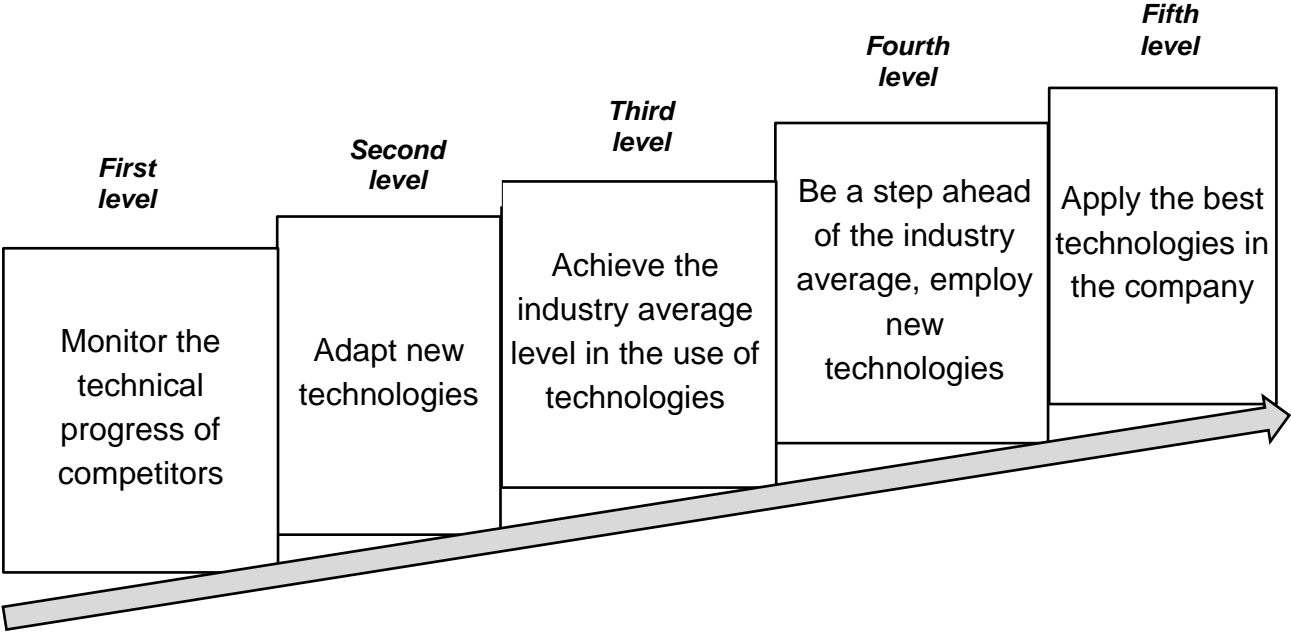 First
level
Monitor the
technical
progress of
competitors
Second
level
Adapt new
technologies
Third
level
Achieve the
industry average
level in the use of
technologies
Fourth
level
Be a step ahead
of the industry
average, employ
new
technologies
Fifth
level
Apply the best
technologies in
the company